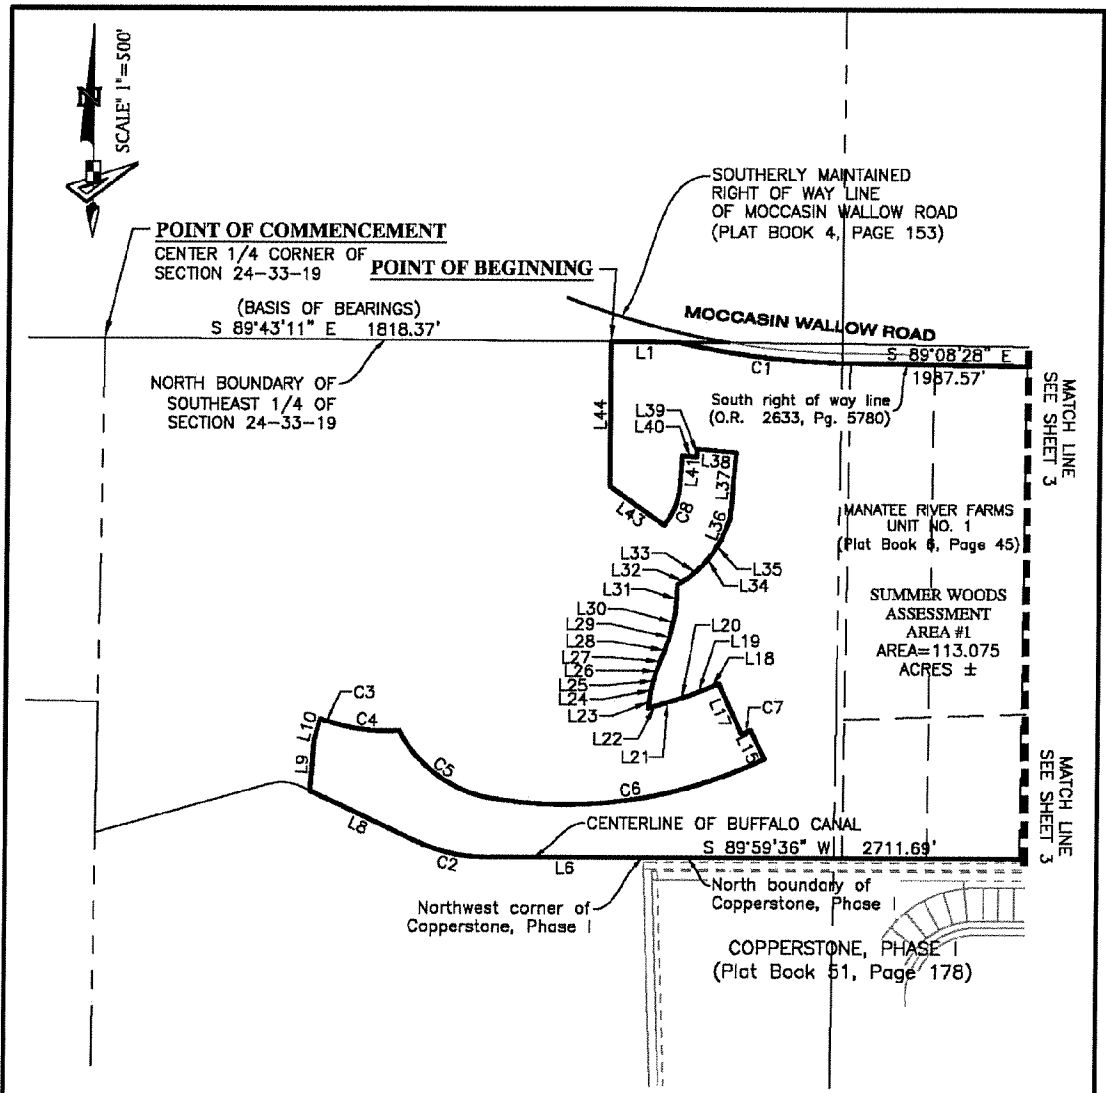 N
SCALE" 1"=500'
SOUTHERLY MAINTAINED
RIGHT OF WAY LINE
OF MOCCASIN WALLOW ROAD
(PLAT BOOK 4, PAGE 153)
POINT OF COMMENCEMENT
CENTER 1/4 CORNER OF
SECTION 24-33-19
POINT OF BEGINNING
(BASIS OF BEARINGS)
S 89°43'11" E 1818.37'
MOCCASIN WALLOW ROAD
L1
C1
S 89°08'28" E
1987.57'
NORTH BOUNDARY OF
SOUTHEAST 1/4 OF
SECTION 24-33-19
South right of way line
(O.R. 2633, Pg. 5780)
MATCH LINE
SEE SHEET 3
L44
L39
L40
L41
L38
L37
L43
C8
L36
MANATEE RIVER FARMS
UNIT NO. 1
(Plat Book 6, Page 45)
L33
L32
L31
L35
L34
L30
L29
L28
L27
L26
L25
L24
L23
L22
L21
L20
L19
L18
SUMMER WOODS
ASSESSMENT
AREA #1
AREA=113.075
ACRES ±
L17
C7
L15
C3
L10
C4
L9
C5
C6
L8
C2
L6
CENTERLINE OF BUFFALO CANAL
S 89°59'36" W 2711.69'
MATCH LINE
SEE SHEET 3
Northwest corner of
Copperstone, Phase I
North boundary of
Copperstone, Phase I
COPPERSTONE, PHASE I
(Plat Book 51, Page 178)